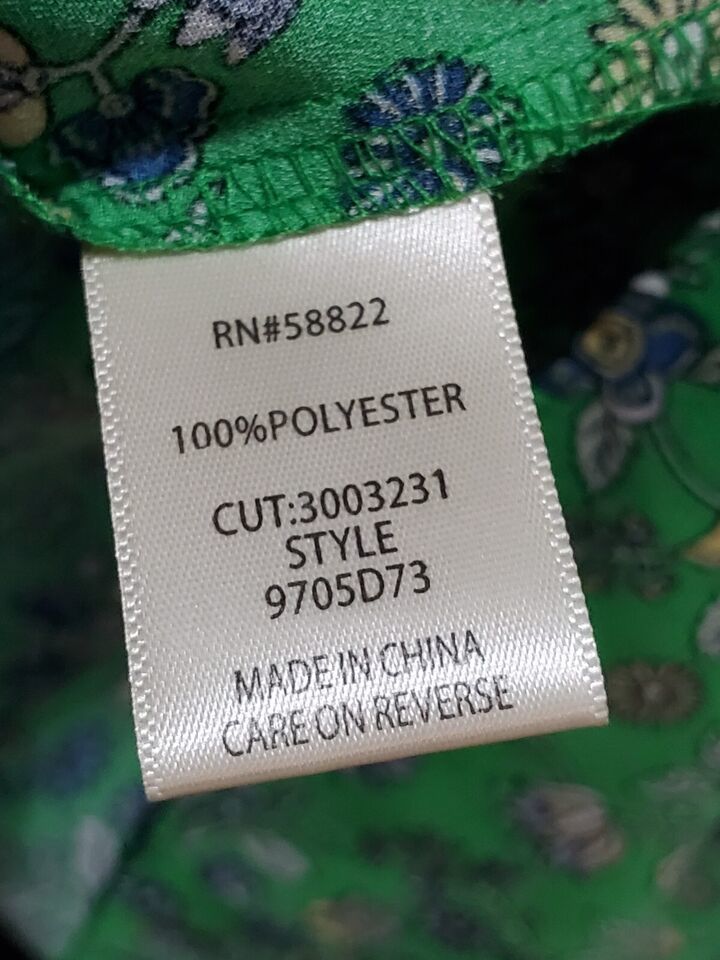 RN#58822
100%POLYESTER
CUT:3003231
STYLE
9705D73
MADE IN CHINA
CARE ON REVERSE